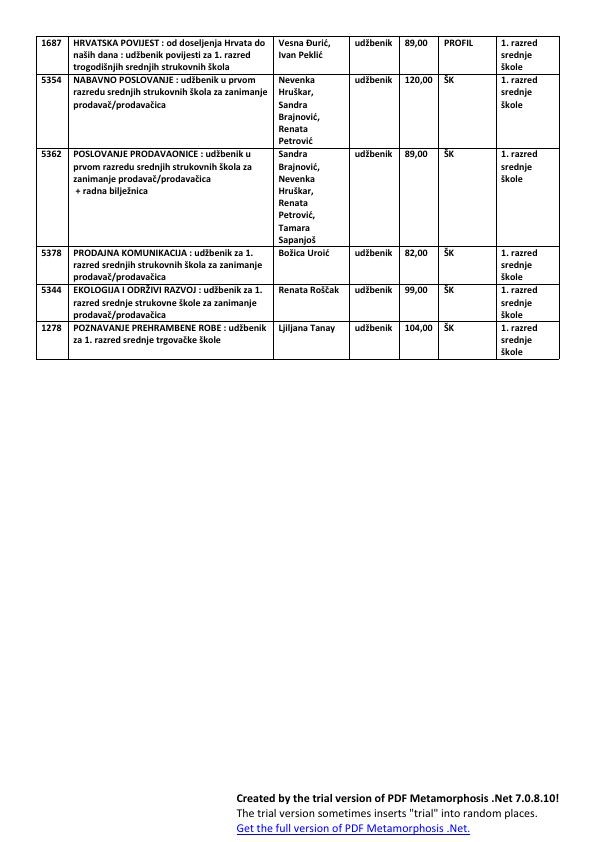 1687 HRVATSKA POVIJEST : od doseljenja Hrvata do Vesna Đurić, udžbenik 89,00 PROFIL 1. razred
naših dana : udžbenik povijesti za 1. razred Ivan Peklić srednje
trogodišnjih srednjih strukovnih škola škole
5354 NABAVNO POSLOVANJE : udžbenik u prvom Nevenka udžbenik 120,00 ŠK 1. razred
razredu srednjih strukovnih škola za zanimanje Hruškar, srednje
prodavač/prodavačica Sandra škole
Brajnović,
Renata
Petrović
5362 POSLOVANJE PRODAVAONICE : udžbenik u Sandra udžbenik 89,00 ŠK 1. razred
prvom razredu srednjih strukovnih škola za Brajnović, srednje
zanimanje prodavač/prodavačica Nevenka škole
+ radna bilježnica Hruškar,
Renata
Petrović,
Tamara
Sapanjoš
5378 PRODAJNA KOMUNIKACIJA : udžbenik za 1. Božica Uroić udžbenik 82,00 ŠK 1. razred
razred srednjih strukovnih škola za zanimanje srednje
prodavač/prodavačica škole
5344 EKOLOGIJA I ODRŽIVI RAZVOJ : udžbenik za 1. Renata Roščak udžbenik 99,00 ŠK 1. razred
razred srednje strukovne škole za zanimanje srednje
prodavač/prodavačica škole
1278 POZNAVANJE PREHRAMBENE ROBE : udžbenik Ljiljana Tanay udžbenik 104,00 ŠK 1. razred
za 1. razred srednje trgovačke škole srednje
škole
Created by the trial version of PDF Metamorphosis .Net 7.0.8.10!
The trial version sometimes inserts "trial" into random places.
Get the full version of PDF Metamorphosis .Net.